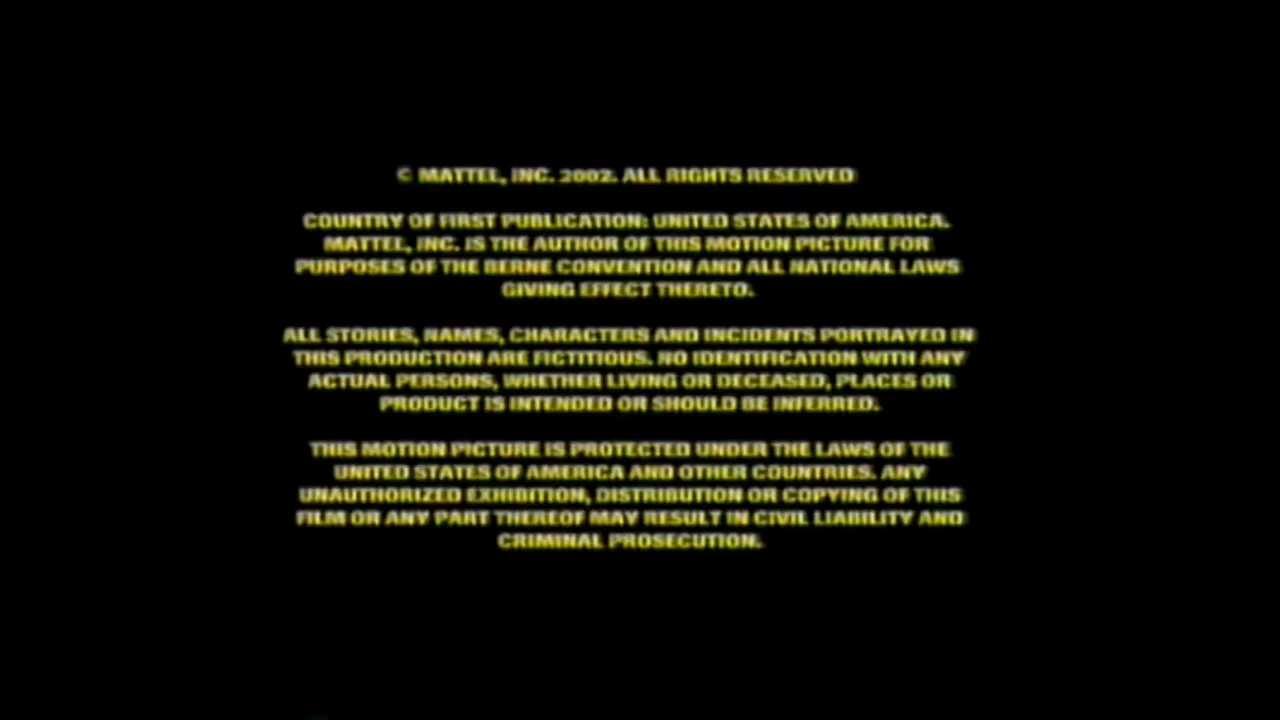 © MATTEL, INC. 2002. ALL RIGHTS RESERVED
COUNTRY OF FIRST PUBLICATION: UNITED STATES OF AMERICA.
MATTEL, INC. IS THE AUTHOR OF THIS MOTION PICTURE FOR
PURPOSES OF THE BERNE CONVENTION AND ALL NATIONAL LAWS
GIVING EFFECT THERETO.
ALL STORIES, NAMES, CHARACTERS AND INCIDENTS PORTRAYED IN
THIS PRODUCTION ARE FICTITIOUS. NO IDENTIFICATION WITH ANY
ACTUAL PERSONS, WHETHER LIVING OR DECEASED, PLACES OR
PRODUCT IS INTENDED OR SHOULD BE INFERRED.
THIS MOTION PICTURE IS PROTECTED UNDER THE LAWS OF THE
UNITED STATES OF AMERICA AND OTHER COUNTRIES. ANY
UNAUTHORIZED EXHIBITION, DISTRIBUTION OR COPYING OF THIS
FILM OR ANY PART THEREOF MAY RESULT IN CIVIL LIABILITY AND
CRIMINAL PROSECUTION.